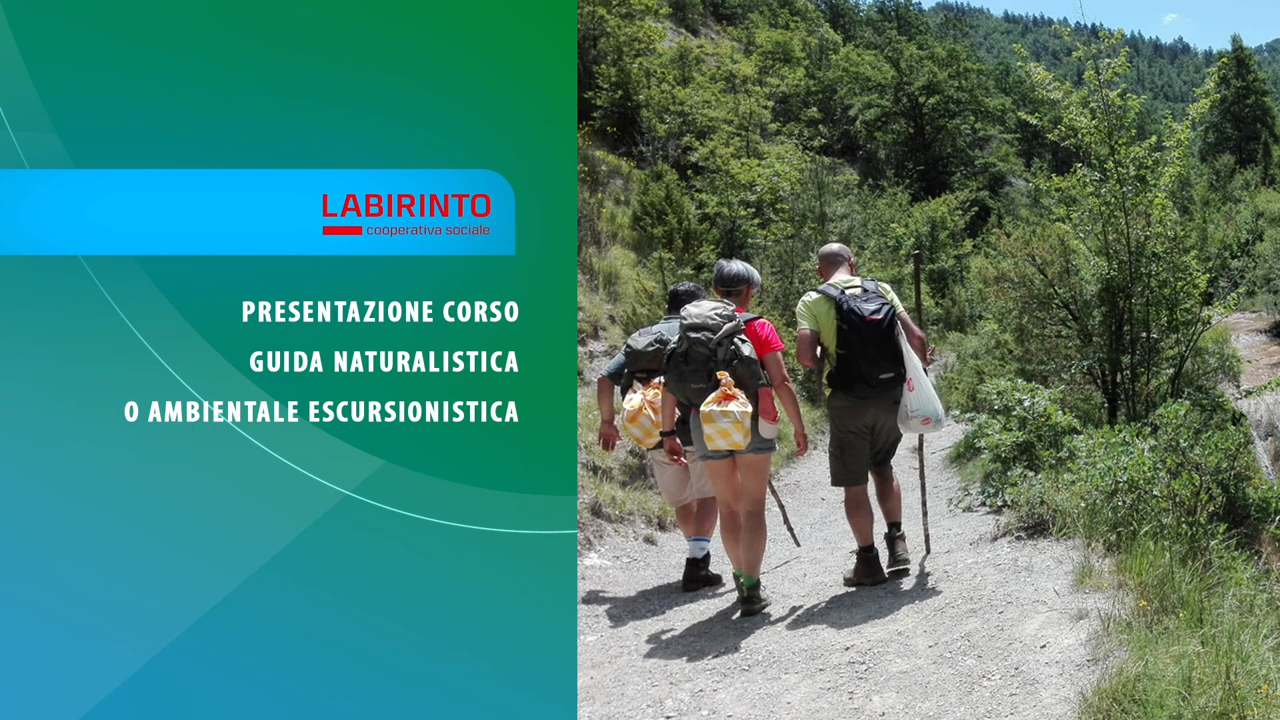 LABIRINTO
cooperativa sociale
PRESENTAZIONE CORSO
GUIDA NATURALISTICA
O AMBIENTALE ESCURSIONISTICA